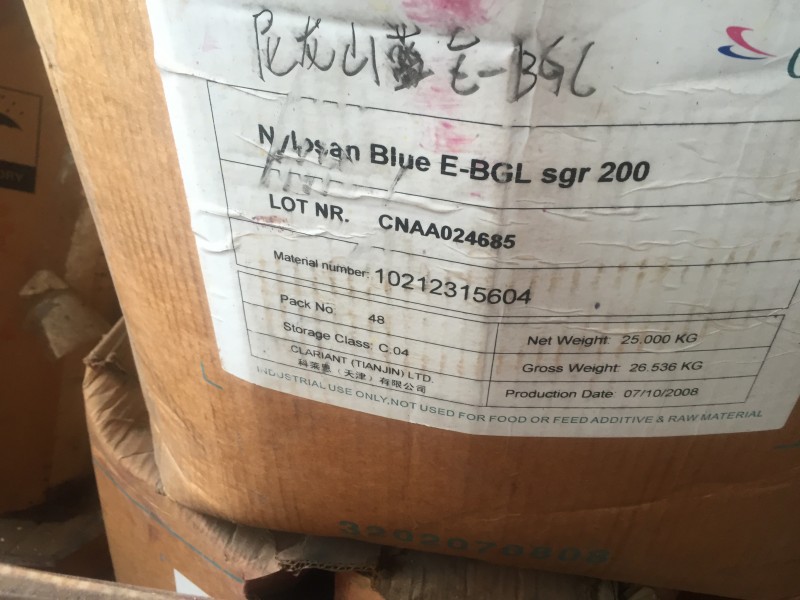 尼龙山蓝 E-BGL
Nylosan Blue E-BGL sgr 200
LOT NR. CNAA024685
Material number: 10212315604
Pack No: 48
Storage Class: C.04
CLARIANT (TIANJIN) LTD.
科莱恩（天津）有限公司
Net Weight: 25.000 KG
Gross Weight: 26.536 KG
Production Date 07/10/2008
INDUSTRIAL USE ONLY,NOT USED FOR FOOD OR FEED ADDITIVE & RAW MATERIAL
3202070808
DRY